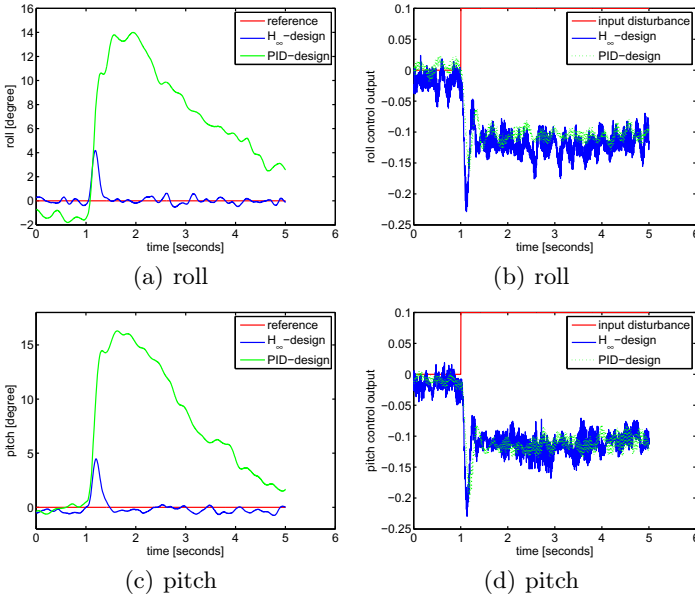 16
14
12
10
8
6
4
2
0
−2
roll [degree]
0 1 2 3 4 5 6
time [seconds]
reference
H∞−design
PID−design
(a) roll
0.1
0.05
0
−0.05
−0.1
−0.15
−0.2
−0.25
roll control output
0 1 2 3 4 5 6
time [seconds]
input disturbance
H∞−design
PID−design
(b) roll
15
10
5
0
pitch [degree]
0 1 2 3 4 5 6
time [seconds]
reference
H∞−design
PID−design
(c) pitch
0.1
0.05
0
−0.05
−0.1
−0.15
−0.2
−0.25
pitch control output
0 1 2 3 4 5 6
time [seconds]
input disturbance
H∞−design
PID−design
(d) pitch